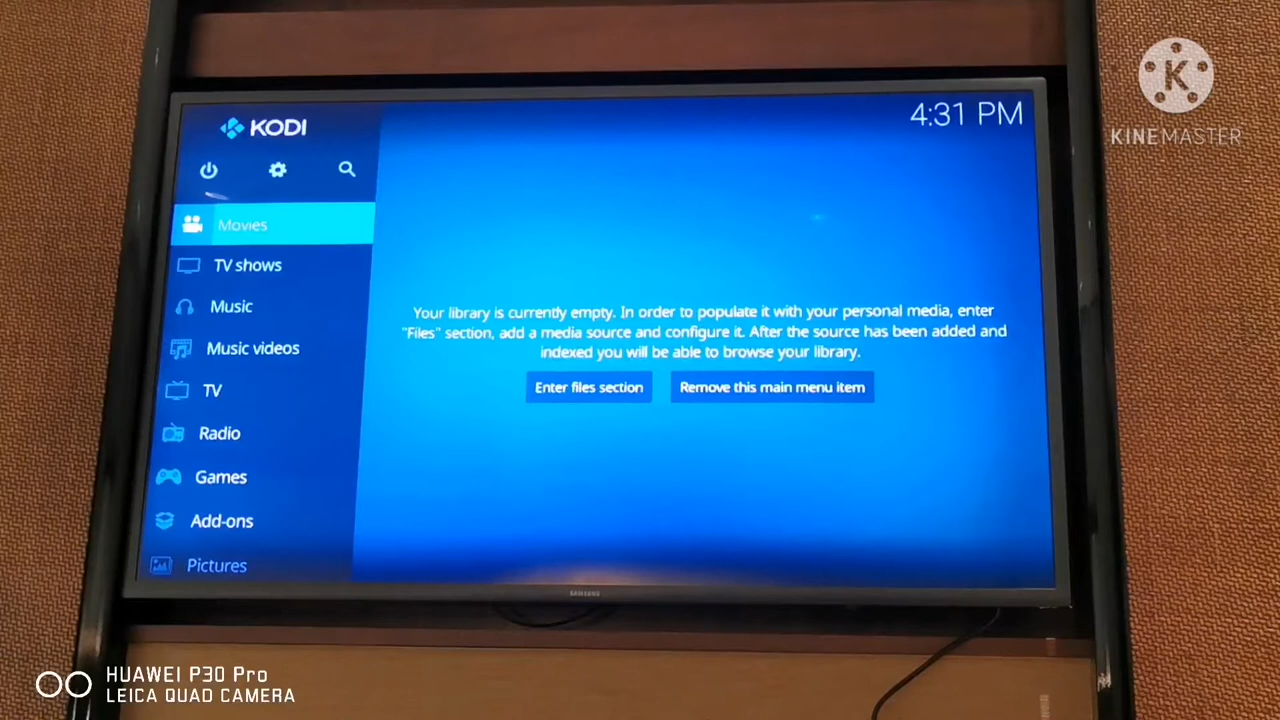 K
KINEMASTER
KODI
4:31 PM
Movies
TV shows
Music
Music videos
TV
Radio
Games
Add-ons
Pictures
Your library is currently empty. In order to populate it with your personal media, enter
"Files" section, add a media source and configure it. After the source has been added and
indexed you will be able to browse your library.
Enter files section
Remove this main menu item
SAMSUNG
HUAWEI P30 Pro
LEICA QUAD CAMERA